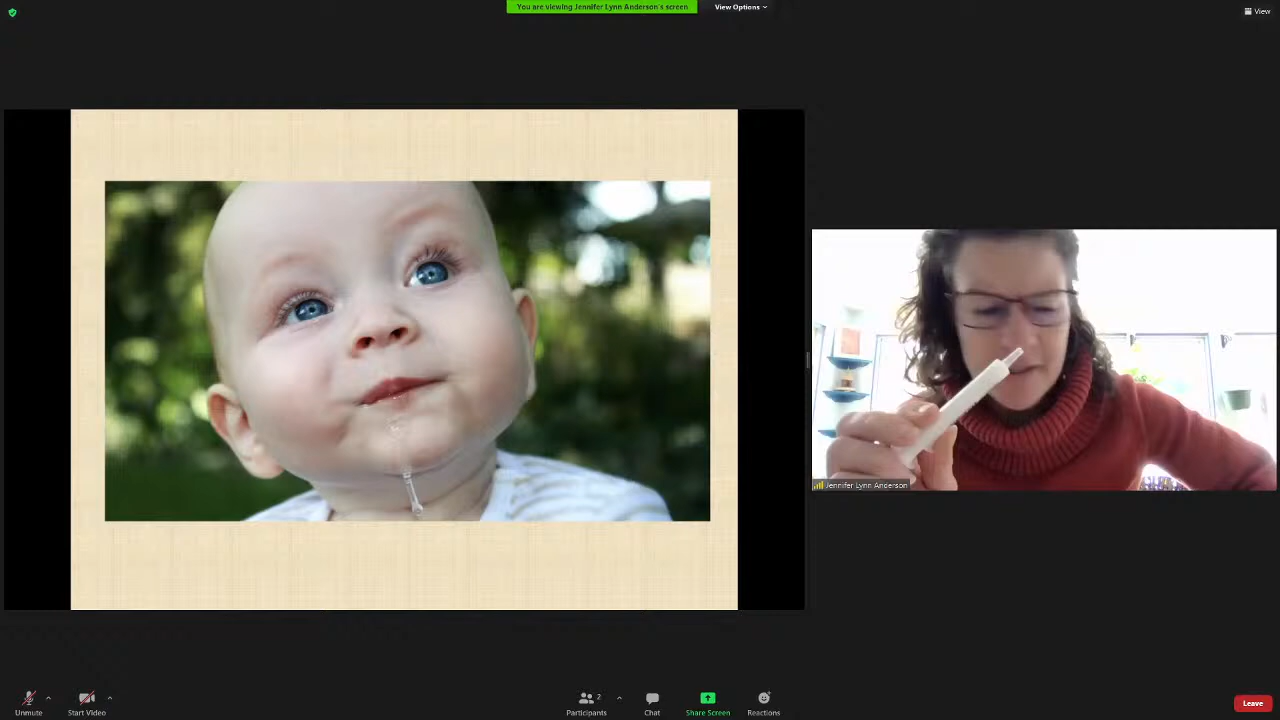 You are viewing Jennifer Lynn Anderson's screen
View Options
View
Jennifer Lynn Anderson
Unmute
Start Video
Participants
2
Chat
Share Screen
Reactions
Leave